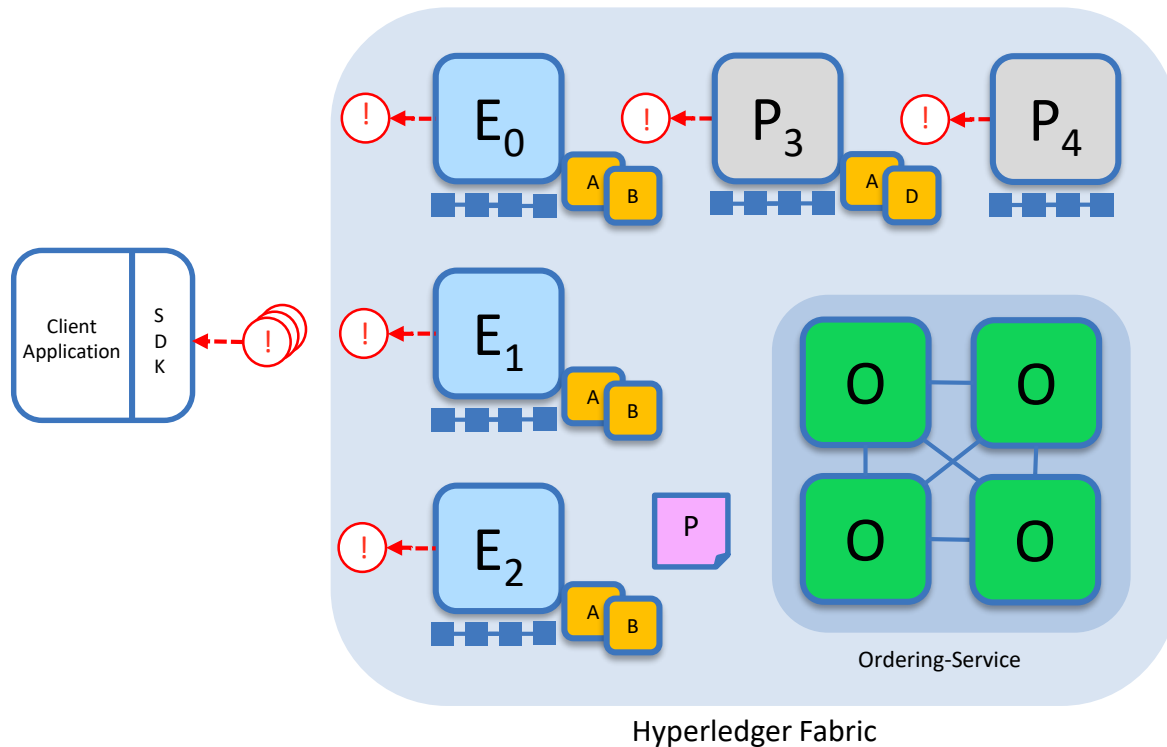 !
E0
A
B
!
P3
A
D
!
P4
Client
Application
S
D
K
!
!
E1
A
B
!
E2
A
B
P
O
O
O
O
Ordering-Service
Hyperledger Fabric